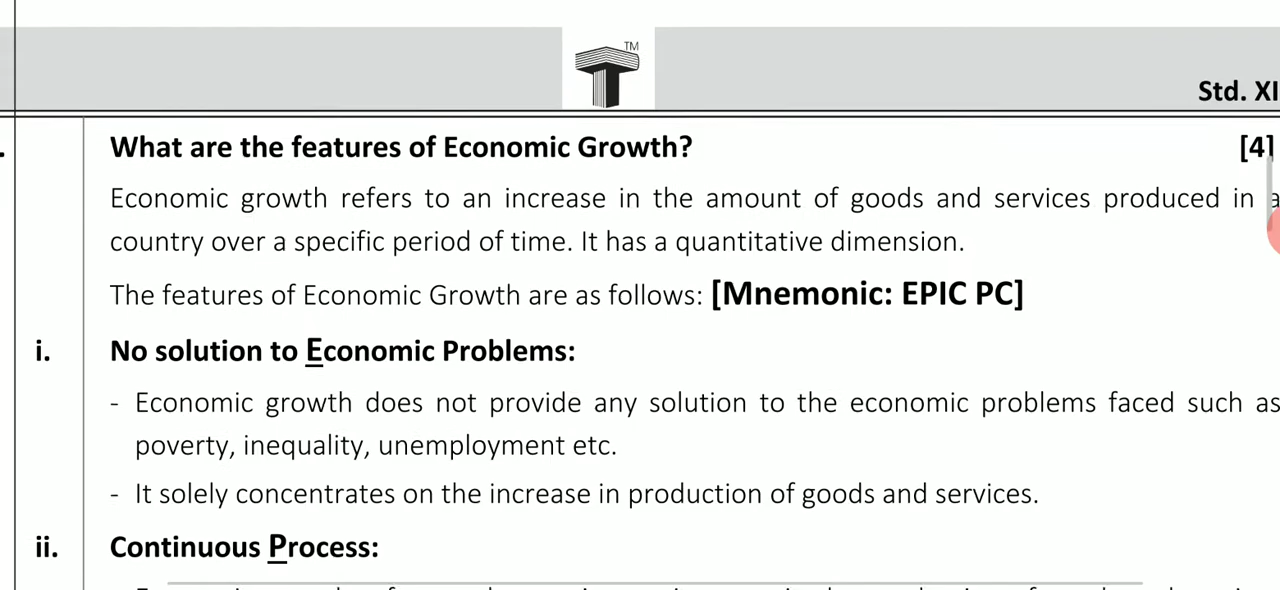 TM
Std. XI
What are the features of Economic Growth? [4]
Economic growth refers to an increase in the amount of goods and services produced in a
country over a specific period of time. It has a quantitative dimension.
The features of Economic Growth are as follows: [Mnemonic: EPIC PC]
i. No solution to Economic Problems:
- Economic growth does not provide any solution to the economic problems faced such as
poverty, inequality, unemployment etc.
- It solely concentrates on the increase in production of goods and services.
ii. Continuous Process: